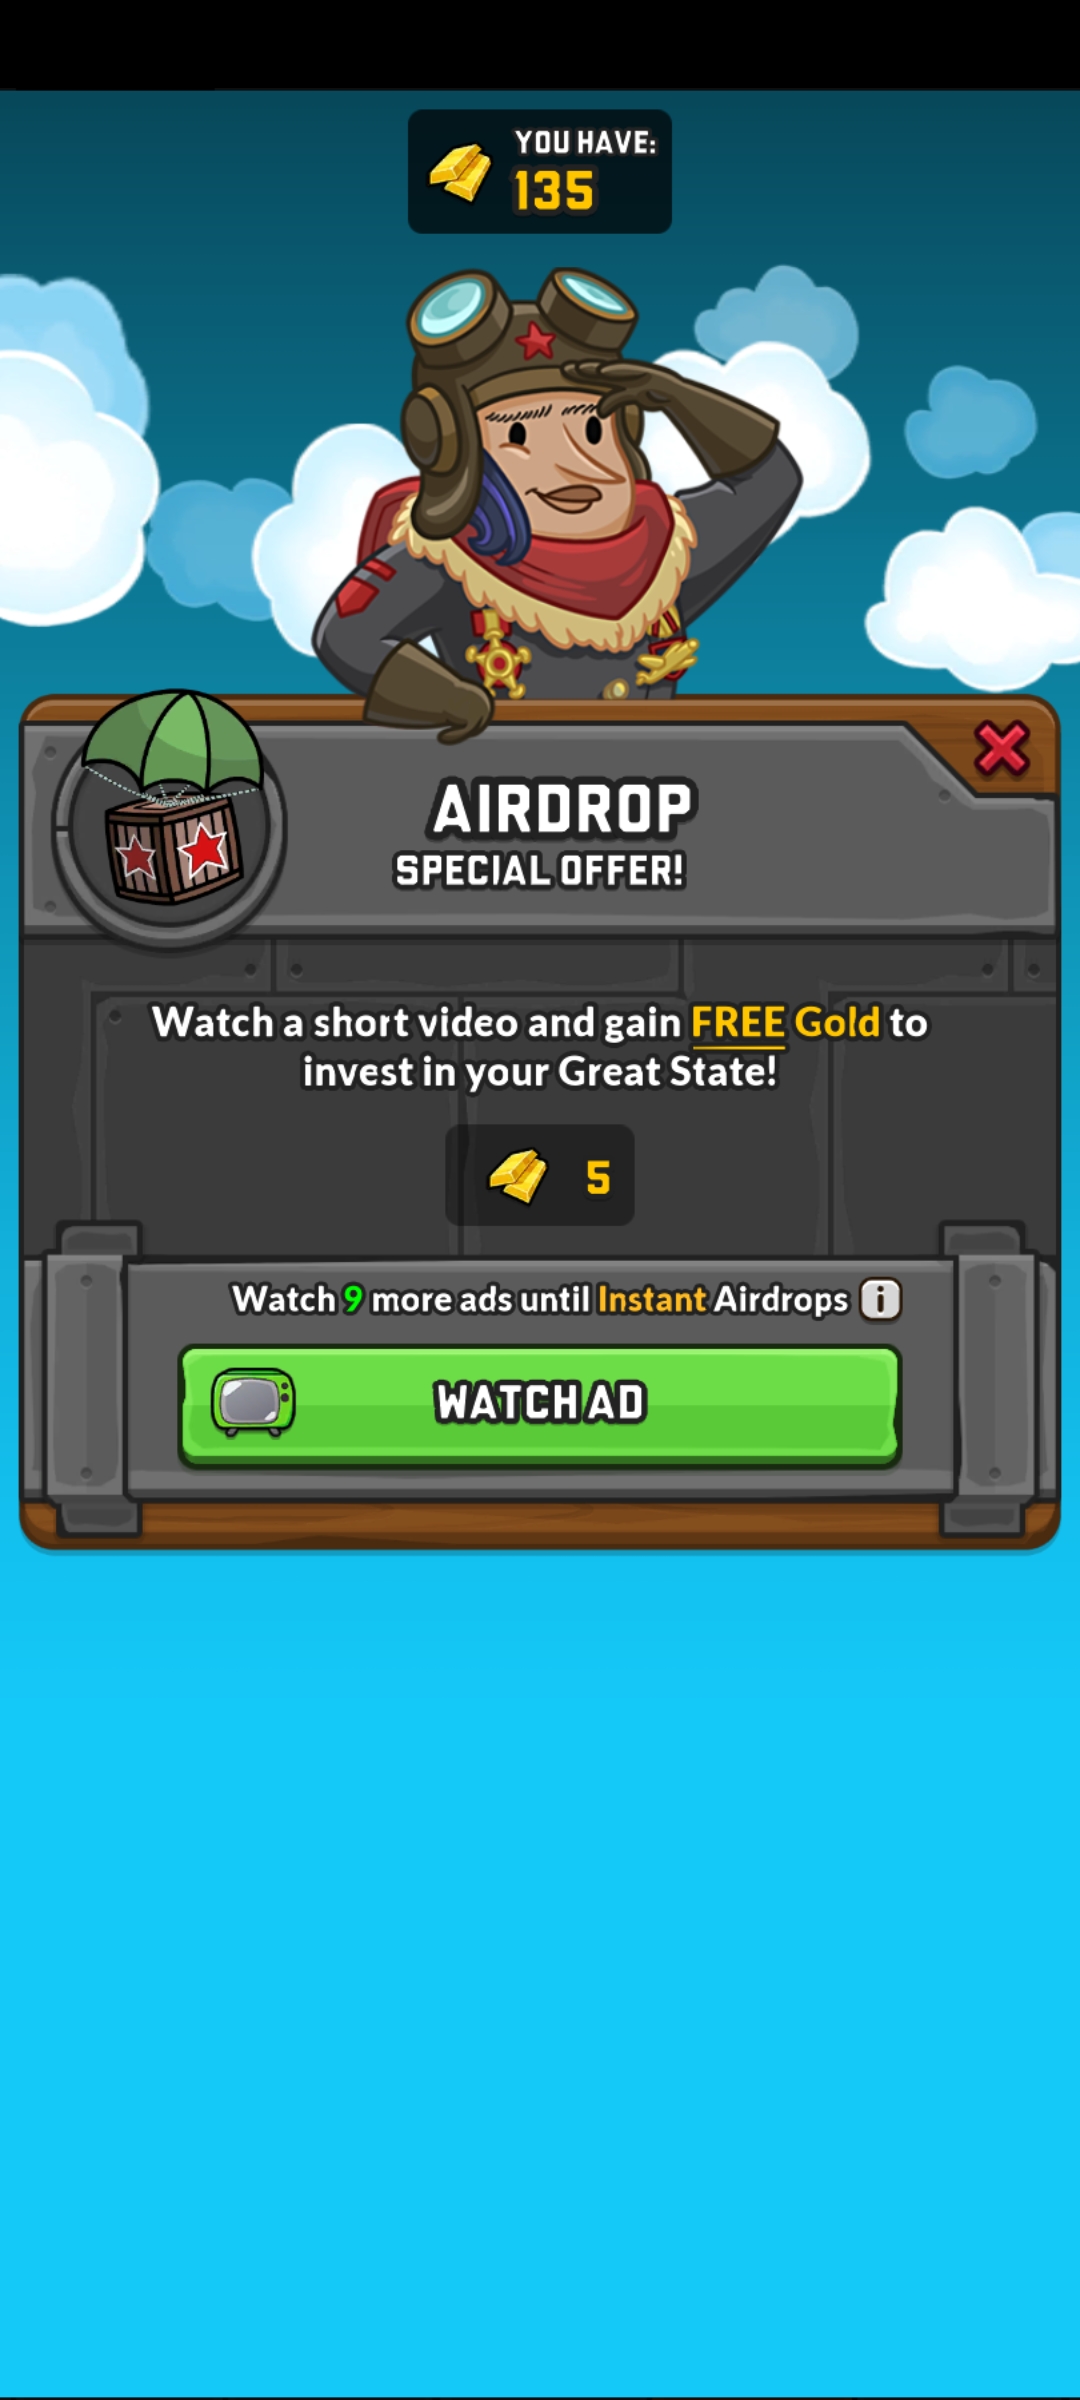 YOU HAVE:
135
AIRDROP
SPECIAL OFFER!
Watch a short video and gain FREE Gold to
invest in your Great State!
5
Watch 9 more ads until Instant Airdrops i
WATCH AD